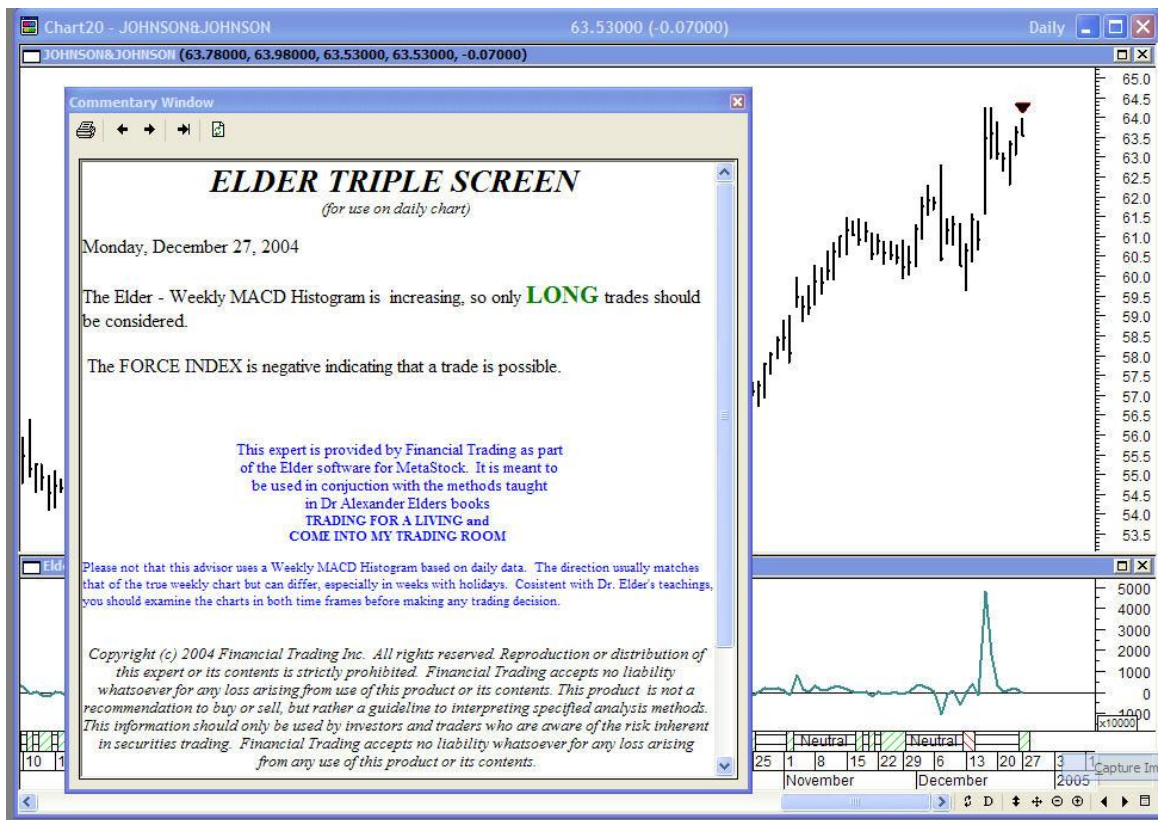 Chart20 - JOHNSON&JOHNSON 63.53000 (-0.07000) Daily
JOHNSON&JOHNSON (63.78000, 63.98000, 63.53000, 63.53000, -0.07000)
Commentary Window
ELDER TRIPLE SCREEN
(for use on daily chart)
Monday, December 27, 2004
The Elder - Weekly MACD Histogram is increasing, so only LONG trades should
be considered.
The FORCE INDEX is negative indicating that a trade is possible.
This expert is provided by Financial Trading as part
of the Elder software for MetaStock. It is meant to
be used in conjuction with the methods taught
in Dr Alexander Elders books
TRADING FOR A LIVING and
COME INTO MY TRADING ROOM
Please not that this advisor uses a Weekly MACD Histogram based on daily data. The direction usually matches
that of the true weekly chart but can differ, especially in weeks with holidays. Cosistent with Dr. Elder's teachings,
you should examine the charts in both time frames before making any trading decision.
Copyright (c) 2004 Financial Trading Inc. All rights reserved. Reproduction or distribution of
this expert or its contents is strictly prohibited. Financial Trading accepts no liability
whatsoever for any loss arising from use of this product or its contents. This product is not a
recommendation to buy or sell, but rather a guideline to interpreting specified analysis methods.
This information should only be used by investors and traders who are aware of the risk inherent
in securities trading. Financial Trading accepts no liability whatsoever for any loss arising
from any use of this product or its contents.
65.0
64.5
64.0
63.5
63.0
62.5
62.0
61.5
61.0
60.5
60.0
59.5
59.0
58.5
58.0
57.5
57.0
56.5
56.0
55.5
55.0
54.5
54.0
53.5
Elde
5000
4000
3000
2000
1000
0
-1000
x10000
Neutral Neutral
10 1 25 1 8 15 22 29 6 13 20 27 3 1
November December 2005
Capture Im
D